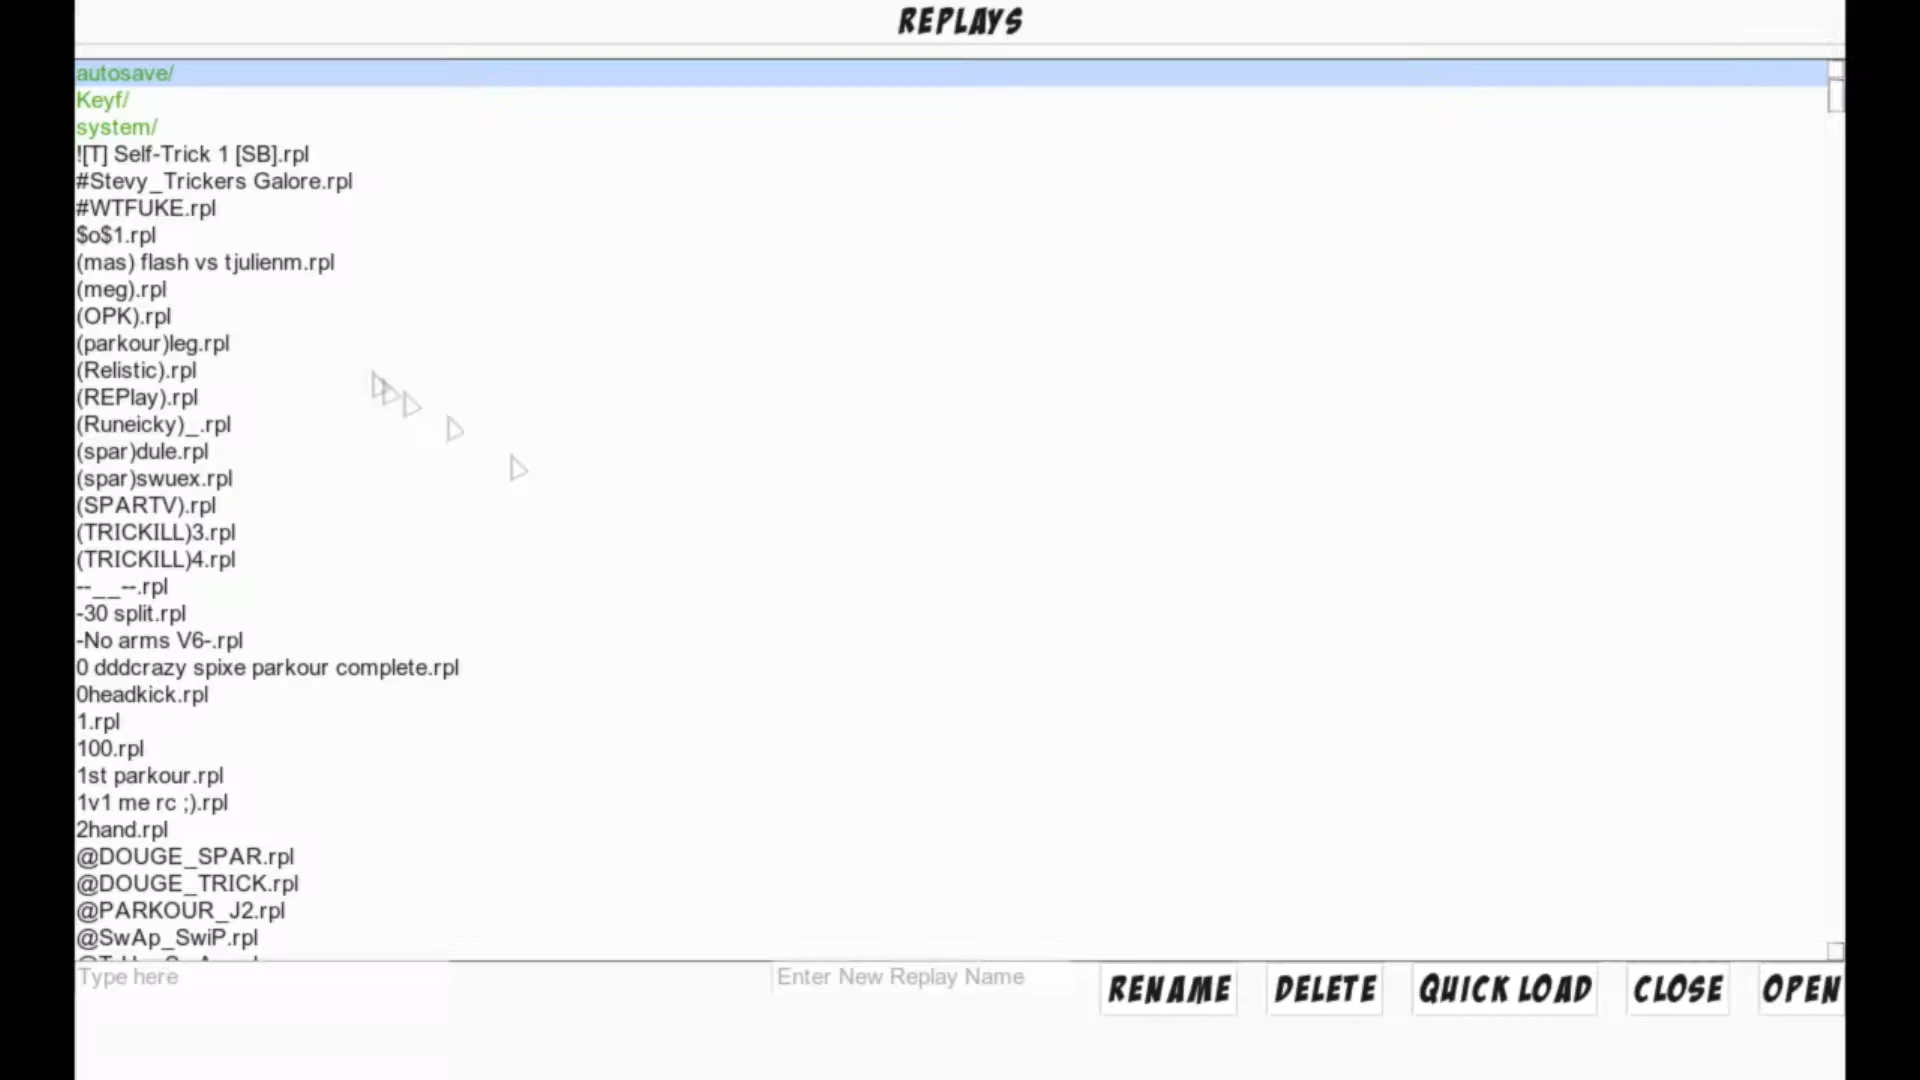 REPLAYS
autosave/
Keyf/
system/
![T] Self-Trick 1 [SB].rpl
#Stevy_Trickers Galore.rpl
#WTFUKE.rpl
$o$1.rpl
(mas) flash vs tjulienm.rpl
(meg).rpl
(OPK).rpl
(parkour)leg.rpl
(Relistic).rpl
(REPlay).rpl
(Runeicky)_.rpl
(spar)dule.rpl
(spar)swuex.rpl
(SPARTV).rpl
(TRICKILL)3.rpl
(TRICKILL)4.rpl
--__--.rpl
-30 split.rpl
-No arms V6-.rpl
0 dddcrazy spixe parkour complete.rpl
0headkick.rpl
1.rpl
100.rpl
1st parkour.rpl
1v1 me rc ;).rpl
2hand.rpl
@DOUGE_SPAR.rpl
@DOUGE_TRICK.rpl
@PARKOUR_J2.rpl
@SwAp_SwiP.rpl
Type here
Enter New Replay Name
RENAME
DELETE
QUICK LOAD
CLOSE
OPEN